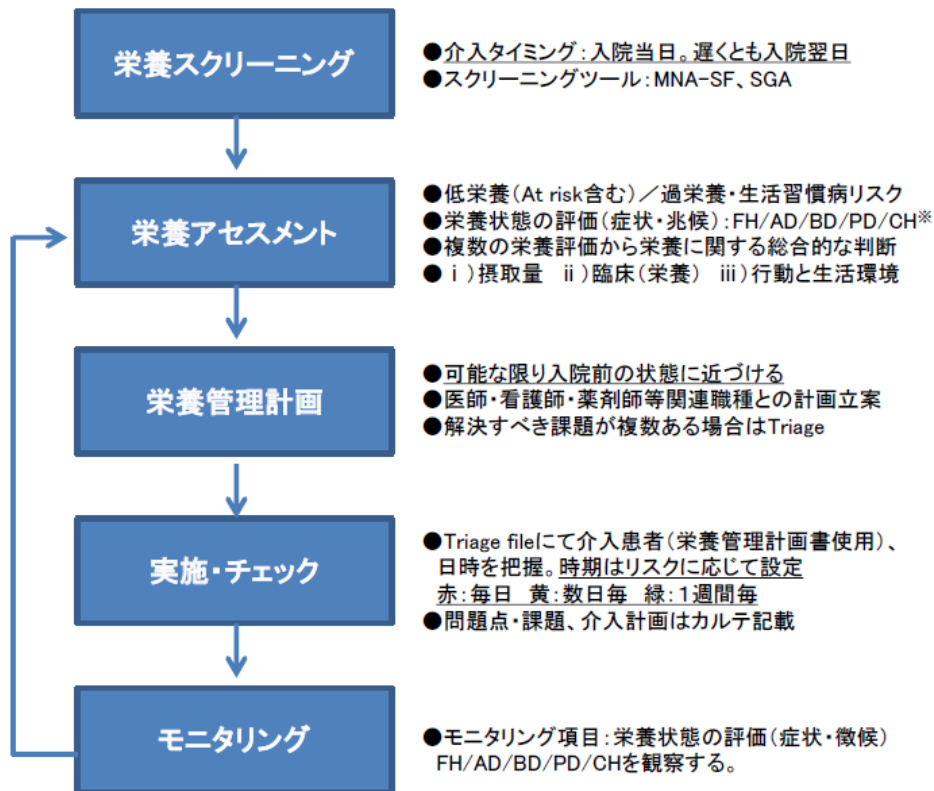 栄養スクリーニング
●介入タイミング：入院当日。遅くとも入院翌日
●スクリーニングツール：MNA-SF、SGA
栄養アセスメント
●低栄養（At risk含む）／過栄養・生活習慣病リスク
●栄養状態の評価（症状・兆候）：FH/AD/BD/PD/CH※
●複数の栄養評価から栄養に関する総合的な判断
●ⅰ）摂取量　ⅱ）臨床（栄養）　ⅲ）行動と生活環境
栄養管理計画
●可能な限り入院前の状態に近づける
●医師・看護師・薬剤師等関連職種との計画立案
●解決すべき課題が複数ある場合はTriage
実施・チェック
●Triage fileにて介入患者（栄養管理計画書使用）、
日時を把握。時期はリスクに応じて設定
赤：毎日　黄：数日毎　緑：1週間毎
●問題点・課題、介入計画はカルテ記載
モニタリング
●モニタリング項目：栄養状態の評価（症状・徴候）
FH/AD/BD/PD/CHを観察する。